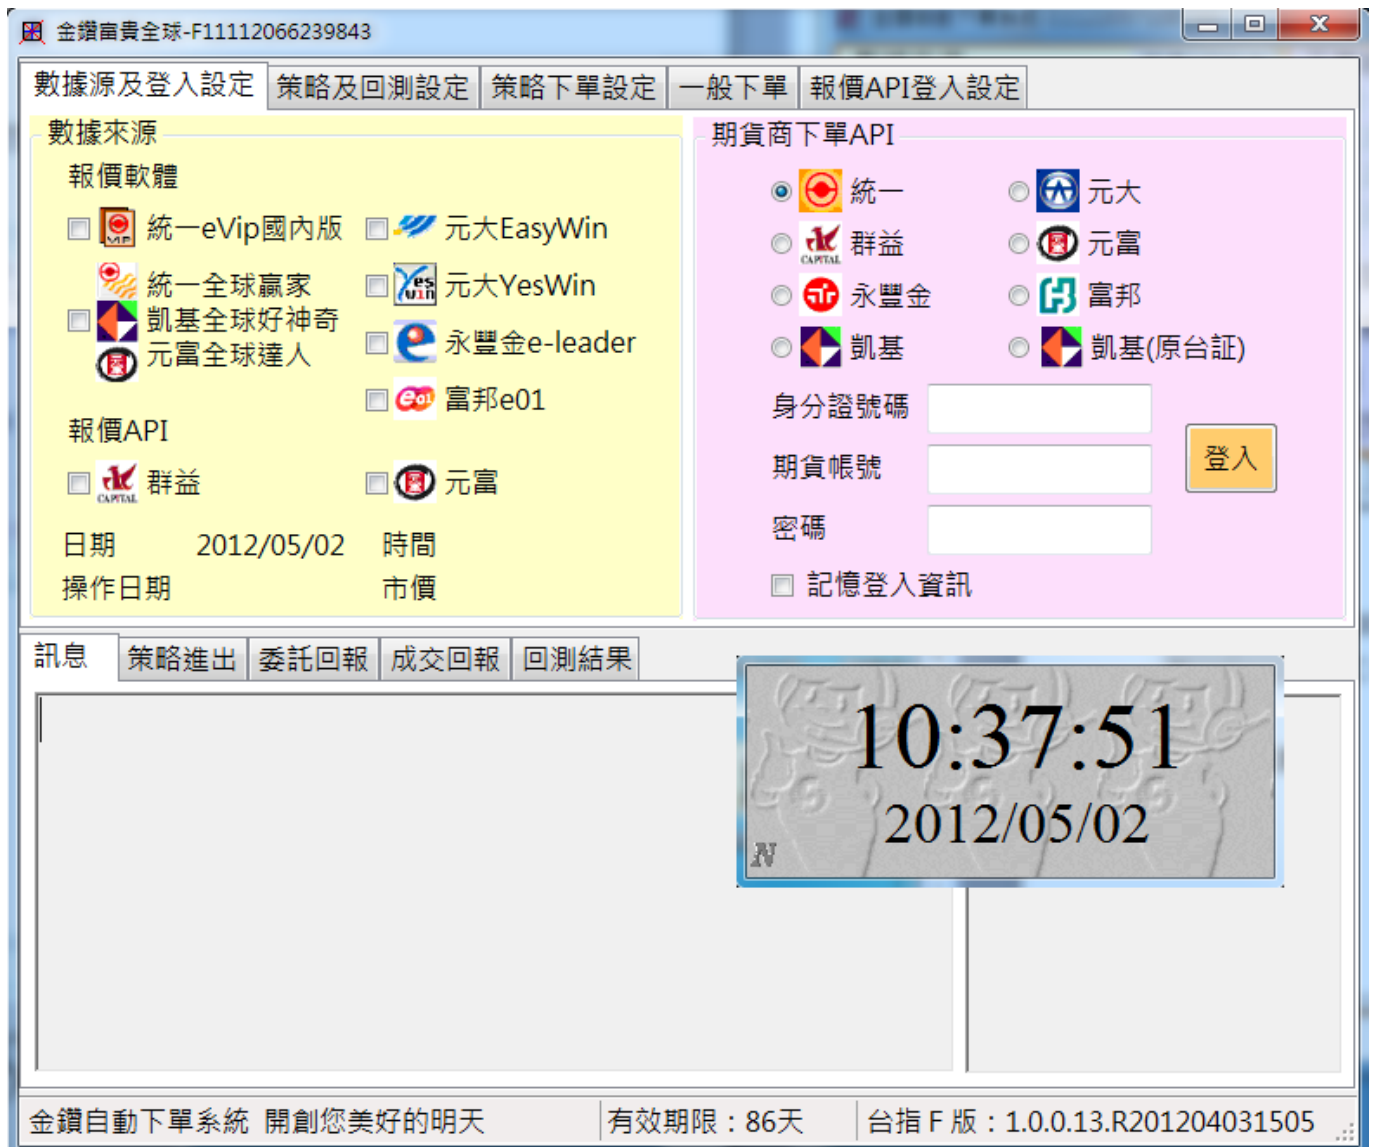 金鑽富貴全球-F11112066239843
數據源及登入設定 策略及回測設定 策略下單設定 一般下單 報價API登入設定
數據來源
報價軟體
統一eVip國內版 元大EasyWin
統一全球贏家 元大YesWin
凱基全球好神奇
元富全球達人 永豐金e-leader
富邦e01
報價API
群益 元富
日期 2012/05/02 時間
操作日期 市價
期貨商下單API
統一 元大
群益 元富
永豐金 富邦
凱基 凱基(原台証)
身分證號碼
期貨帳號 登入
密碼
記憶登入資訊
訊息 策略進出 委託回報 成交回報 回測結果
10:37:51
2012/05/02
N
金鑽自動下單系統 開創您美好的明天 有效期限：86天 台指 F 版：1.0.0.13.R201204031505